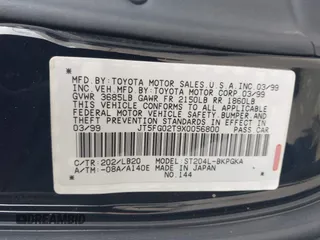 MFD. BY: TOYOTA MOTOR SALES, U.S.A. INC. 03/99
INC. VEH. MFD. BY: TOYOTA MOTOR CORP. 03/99
GVWR 3685LB GAWR FR 2150LB RR 1860LB
THIS VEHICLE CONFORMS TO ALL APPLICABLE
FEDERAL MOTOR VEHICLE SAFETY, BUMPER, AND
THEFT PREVENTION STANDARDS IN EFFECT ON
03/99 JT5FG02T9X0056800
C/TR: 202/LB20 MODEL: ST204L-BKPGKA
A/TM: -08A/A140E MADE IN JAPAN
NO. 144
©DREAMBID